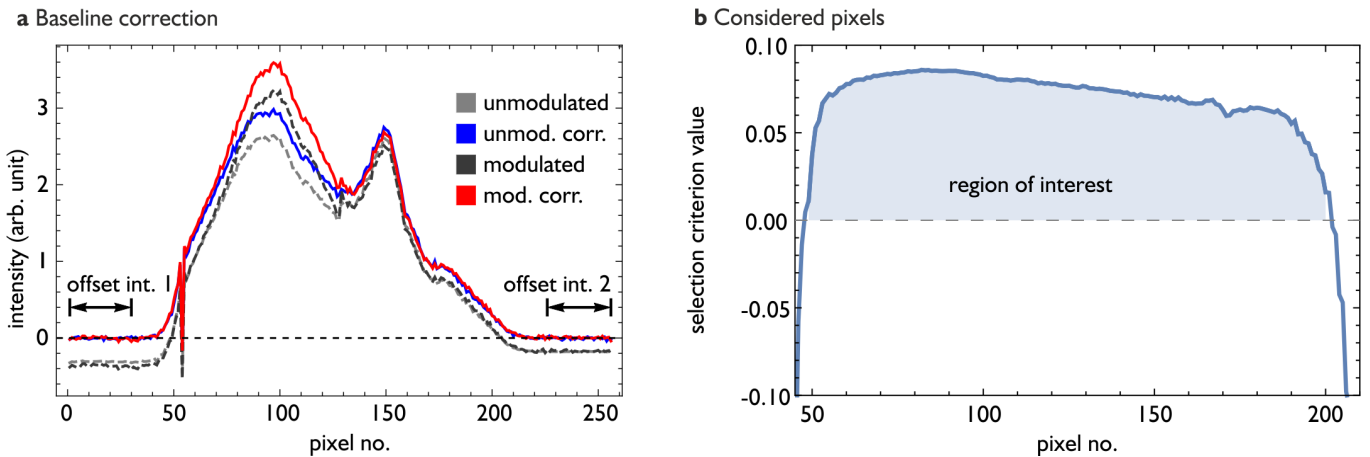 a Baseline correction
intensity (arb. unit)
3
2
1
0
unmodulated
unmod. corr.
modulated
mod. corr.
offset int. 1
offset int. 2
0 50 100 150 200 250
pixel no.
b Considered pixels
selection criterion value
0.10
0.05
0.00
-0.05
-0.10
region of interest
50 100 150 200
pixel no.